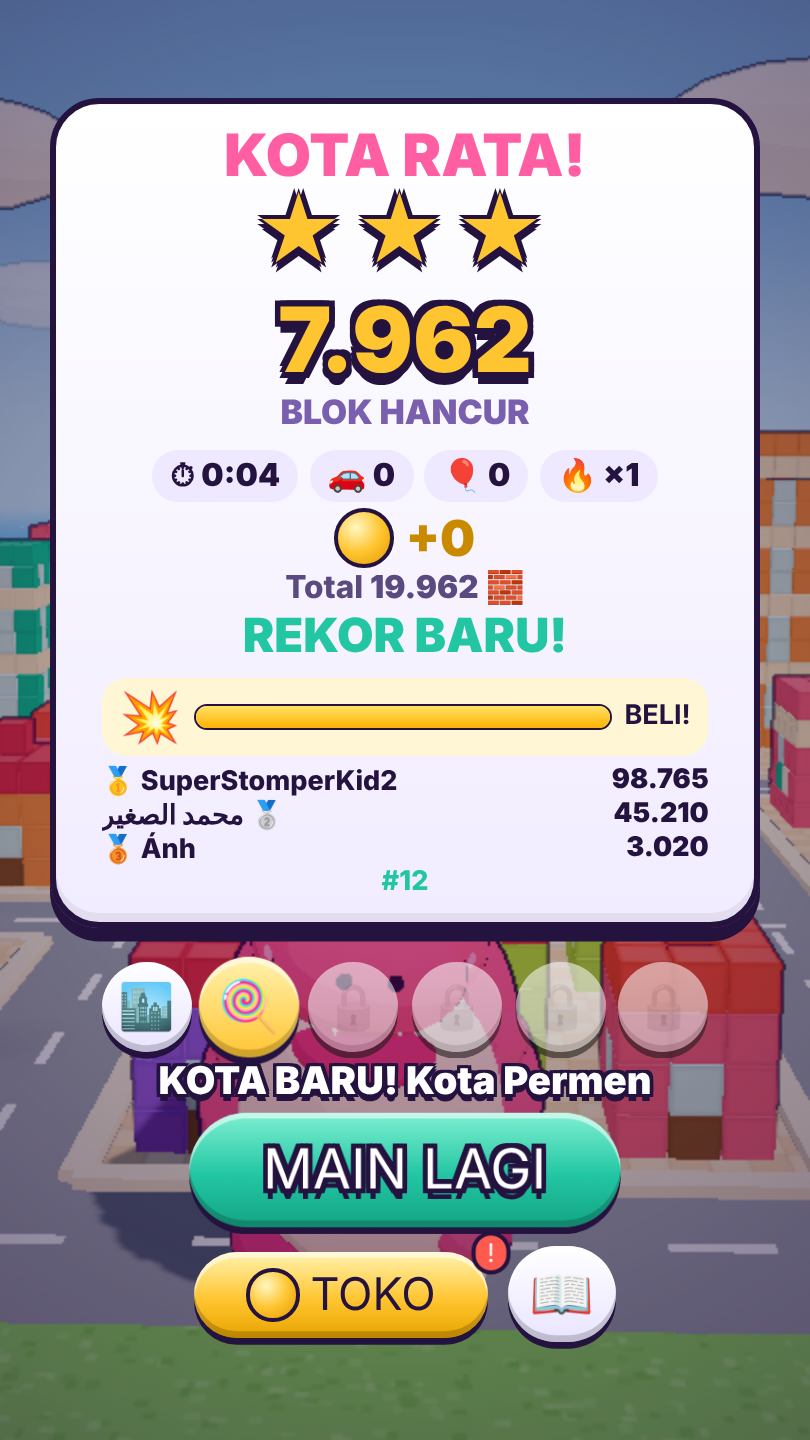 KOTA RATA!
7.962
BLOK HANCUR
⏱ 0:04 🚗 0 🎈 0 🔥 ×1
+0
Total 19.962 🧱
REKOR BARU!
💥 BELI!
🥇 SuperStomperKid2 98.765
🥈 محمد الصغير 45.210
🥉 Ánh 3.020
#12
KOTA BARU! Kota Permen
MAIN LAGI
!
TOKO